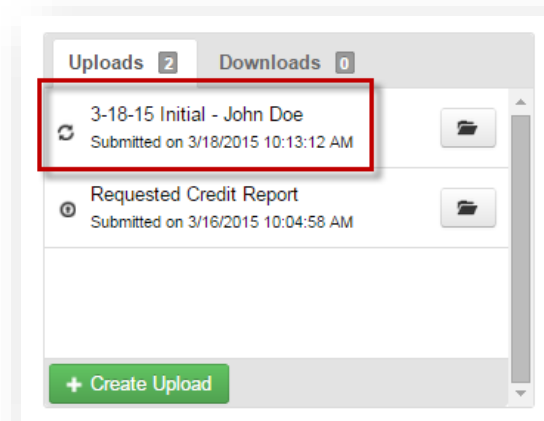 Uploads 2 Downloads 0
3-18-15 Initial - John Doe
Submitted on 3/18/2015 10:13:12 AM
Requested Credit Report
Submitted on 3/16/2015 10:04:58 AM
+ Create Upload